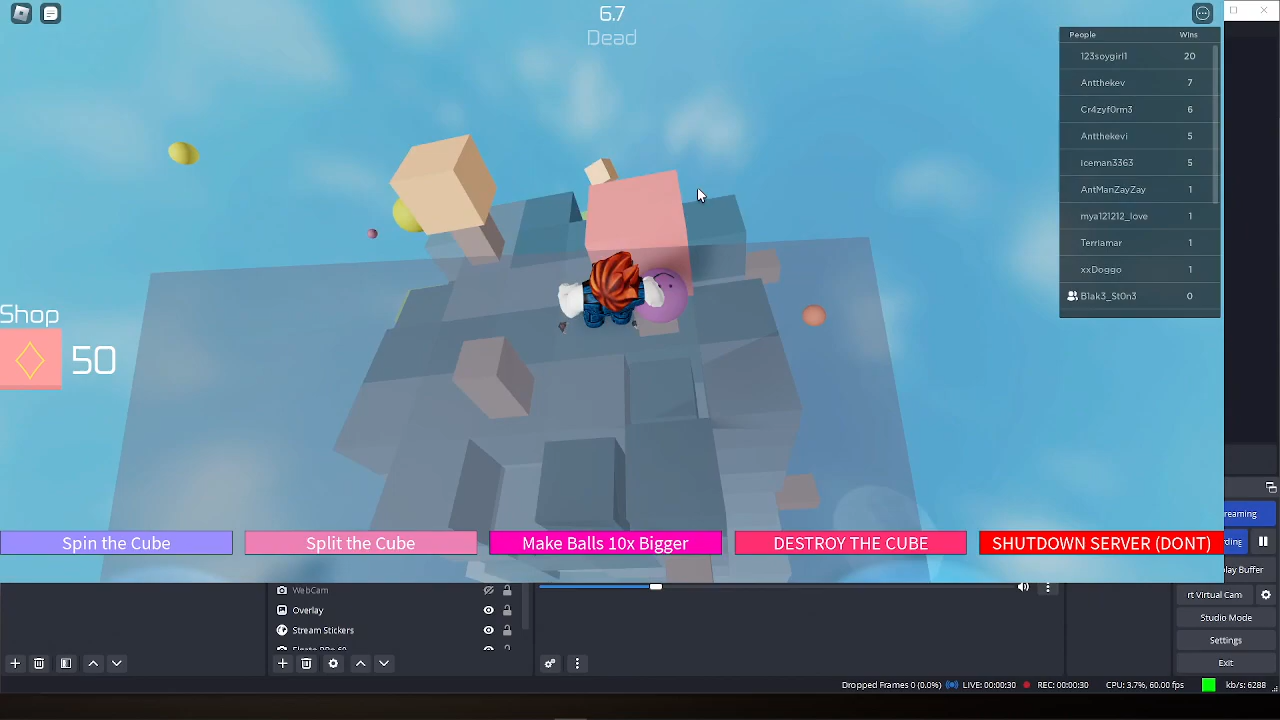 6.7
Dead
People Wins
123soygirl1 20
Antthekev 7
Cr4zyf0rm3 6
Antthekevi 5
iceman3363 5
AntManZayZay 1
mya121212_love 1
Terriamar 1
xxDoggo 1
B1ak3_St0n3 0
Shop
50
Spin the Cube
Split the Cube
Make Balls 10x Bigger
DESTROY THE CUBE
SHUTDOWN SERVER (DONT)
WebCam
Overlay
Stream Stickers
reaming
ding
lay Buffer
rt Virtual Cam
Studio Mode
Settings
Exit
Dropped Frames 0 (0.0%) LIVE: 00:00:30 REC: 00:00:30 CPU: 3.7%, 60.00 fps kb/s: 6288